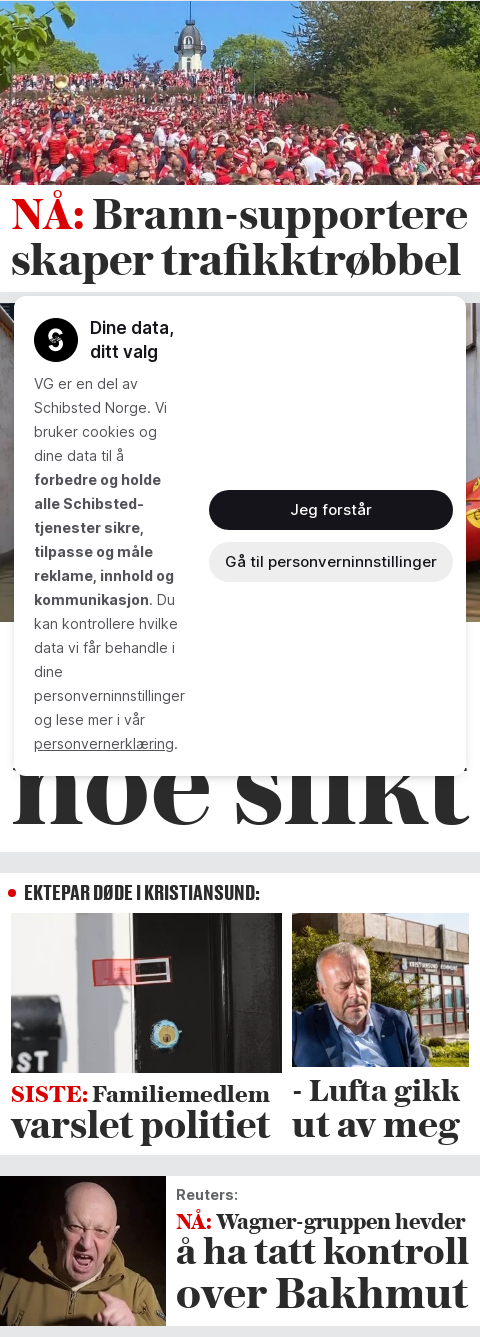 NÅ: Brann-supportere
skaper trafikktrøbbel
Dine data,
ditt valg
VG er en del av
Schibsted Norge. Vi
bruker cookies og
dine data til å
forbedre og holde
alle Schibsted-
tjenester sikre,
tilpasse og måle
reklame, innhold og
kommunikasjon. Du
kan kontrollere hvilke
data vi får behandle i
dine
personverninnstillinger
og lese mer i vår
personvernerklæring.
Jeg forstår
Gå til personverninnstillinger
noe slikt
EKTEPAR DØDE I KRISTIANSUND:
OST
KRISTIANSUND KOMMUNE
SISTE: Familiemedlem
varslet politiet
- Lufta gikk
ut av meg
Reuters:
NÅ: Wagner-gruppen hevder
å ha tatt kontroll
over Bakhmut